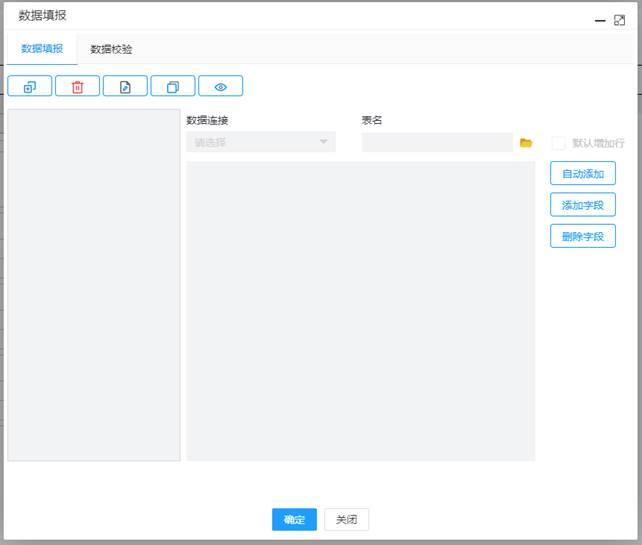 数据填报
数据填报 数据校验
数据连接 表名
请选择 默认增加行
自动添加
添加字段
删除字段
确定 关闭